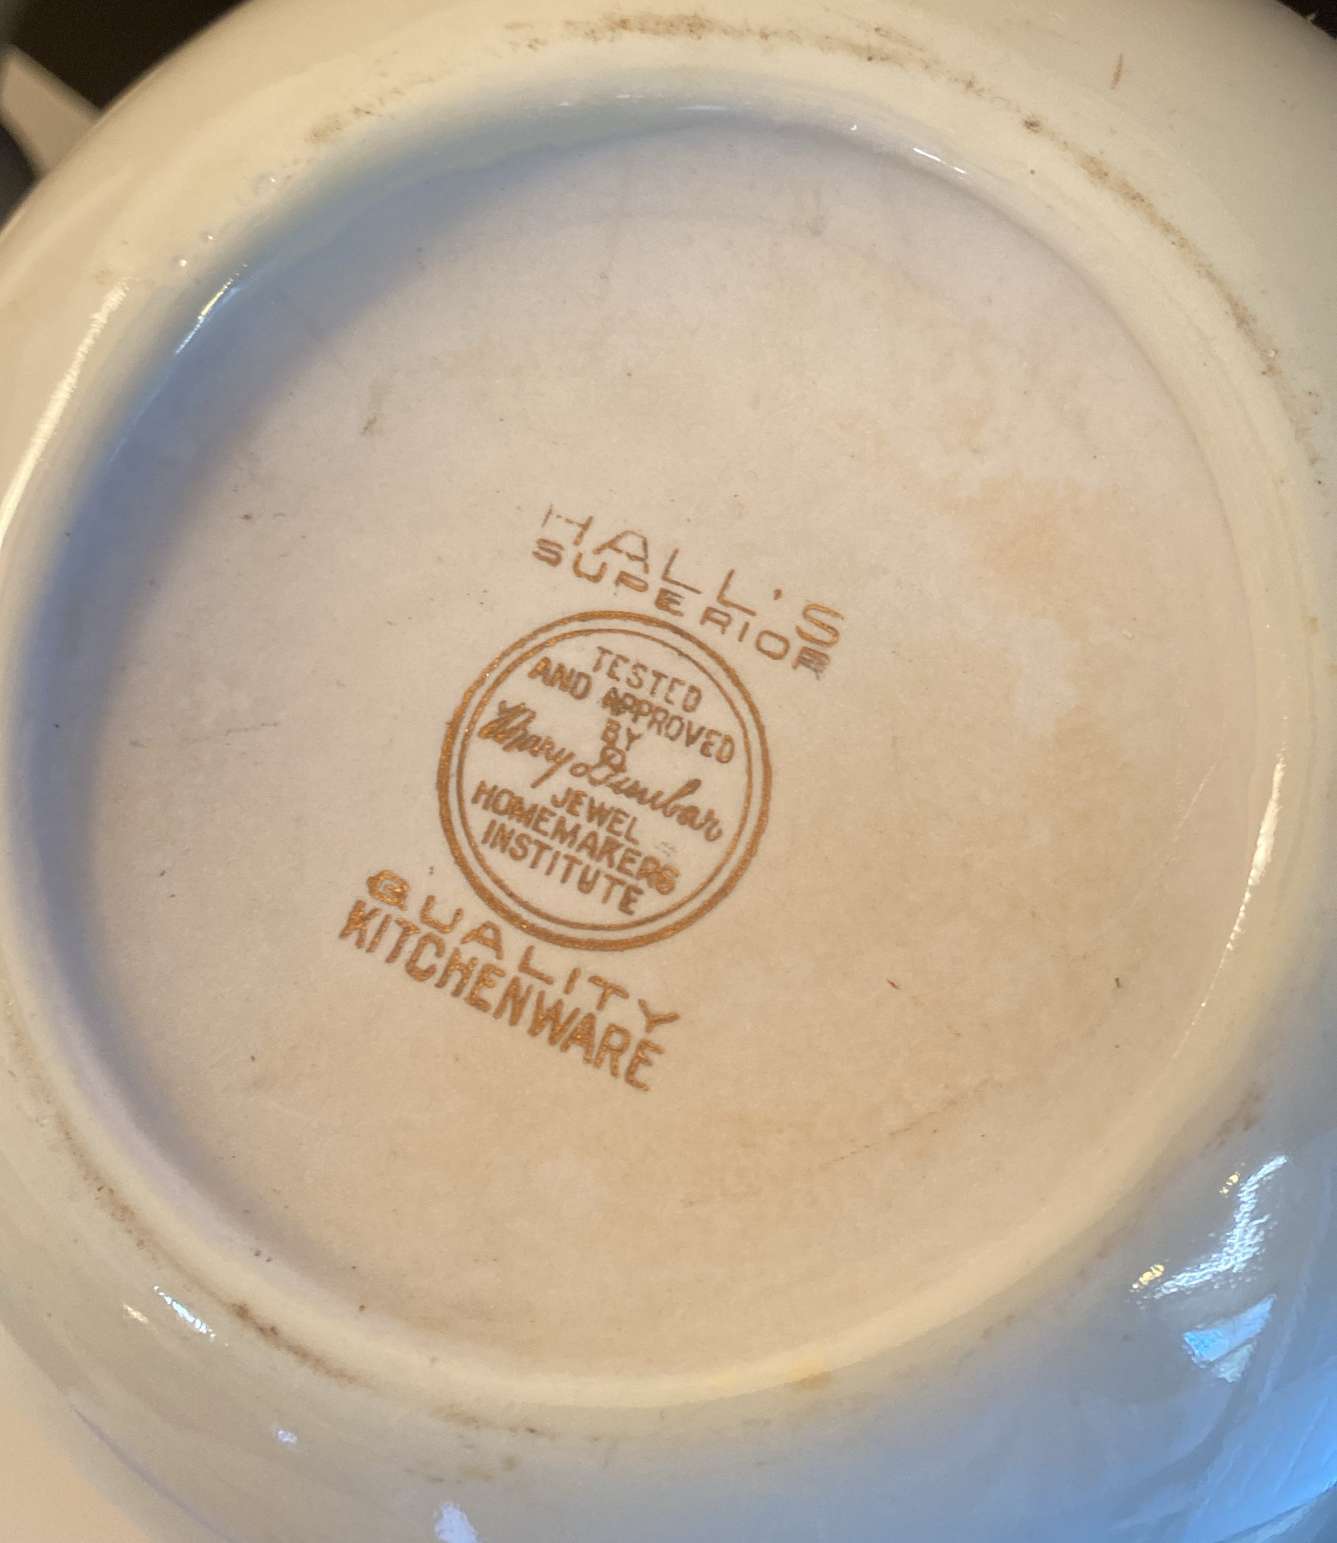 HALL'S
SUPERIOR
TESTED
AND APPROVED
BY
Mary Dunbar
JEWEL
HOMEMAKERS
INSTITUTE
QUALITY
KITCHENWARE